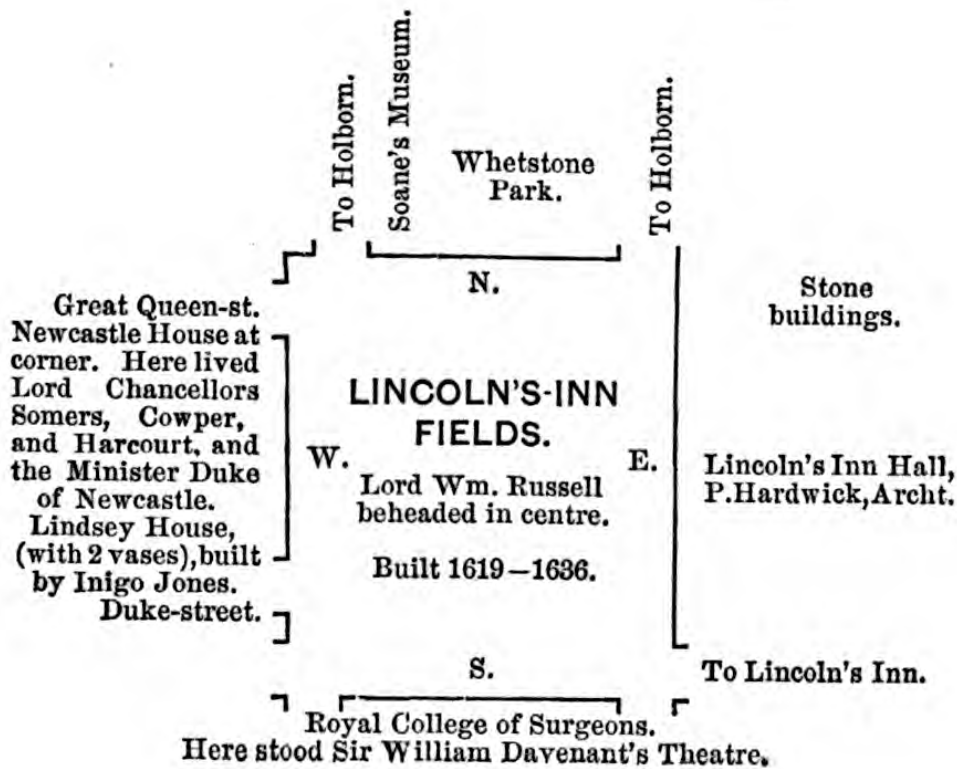 To Holborn.
Soane's Museum.
Whetstone
Park.
To Holborn.
N.
Stone
buildings.
Great Queen-st.
Newcastle House at
corner. Here lived
Lord Chancellors
Somers, Cowper,
and Harcourt, and
the Minister Duke
of Newcastle.
Lindsey House,
(with 2 vases), built
by Inigo Jones.
Duke-street.
W.
LINCOLN'S-INN
FIELDS.
Lord Wm. Russell
beheaded in centre.
Built 1619–1636.
E.
Lincoln's Inn Hall,
P. Hardwick, Archt.
S.
To Lincoln's Inn.
Royal College of Surgeons.
Here stood Sir William Davenant's Theatre.